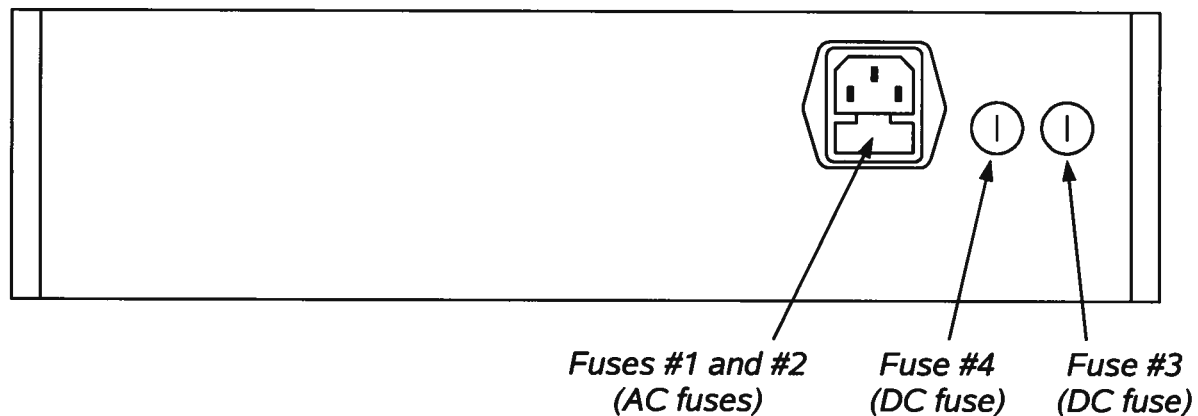 Fuses #1 and #2
(AC fuses)
Fuse #4
(DC fuse)
Fuse #3
(DC fuse)